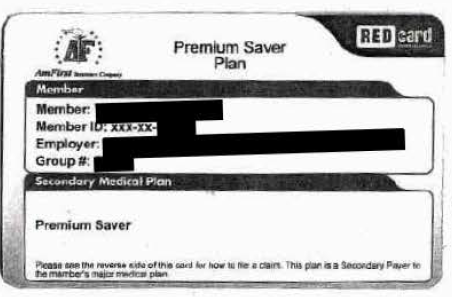 AF
AmFirst Insurance Company
Premium Saver
Plan
RED card
Member
Member:
Member ID: xxx-xx-
Employer:
Group #:
Secondary Medical Plan
Premium Saver
Please see the reverse side of this card for how to file a claim. This plan is a Secondary Payer to
the member's major medical plan.